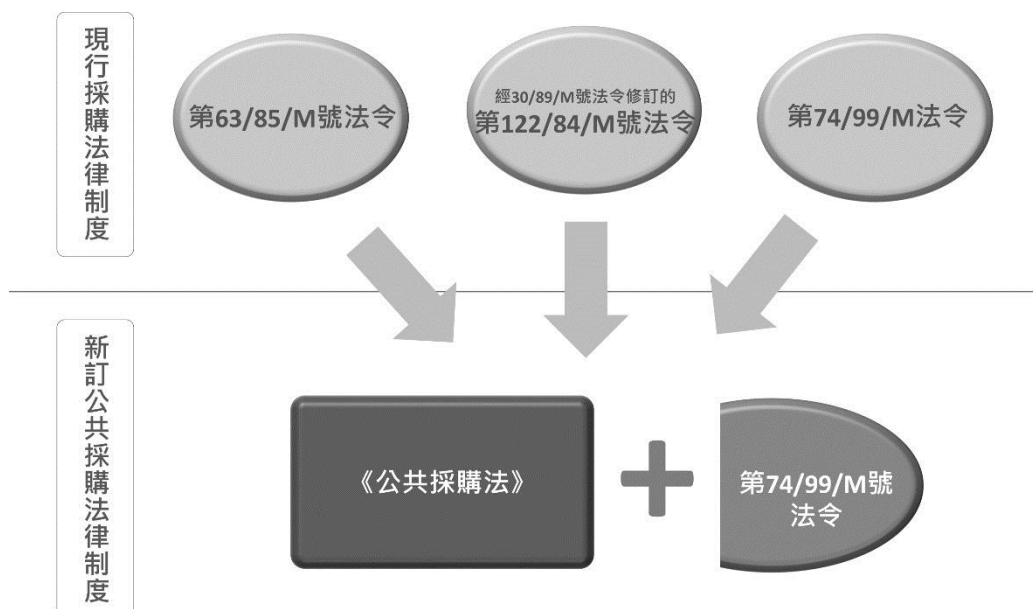 現行採購法律制度
第63/85/M號法令
經30/89/M號法令修訂的
第122/84/M號法令
第74/99/M法令
新訂公共採購法律制度
《公共採購法》
第74/99/M號
法令